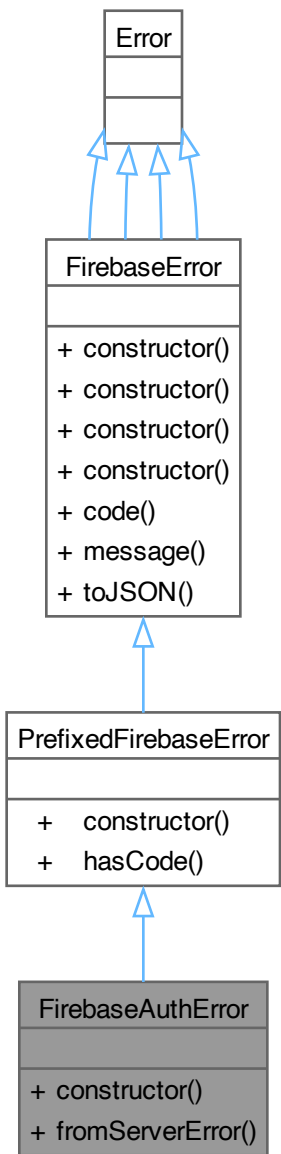 Error
FirebaseError
+ constructor()
+ constructor()
+ constructor()
+ constructor()
+ code()
+ message()
+ toJSON()
PrefixedFirebaseError
+ constructor()
+ hasCode()
FirebaseAuthError
+ constructor()
+ fromServerError()